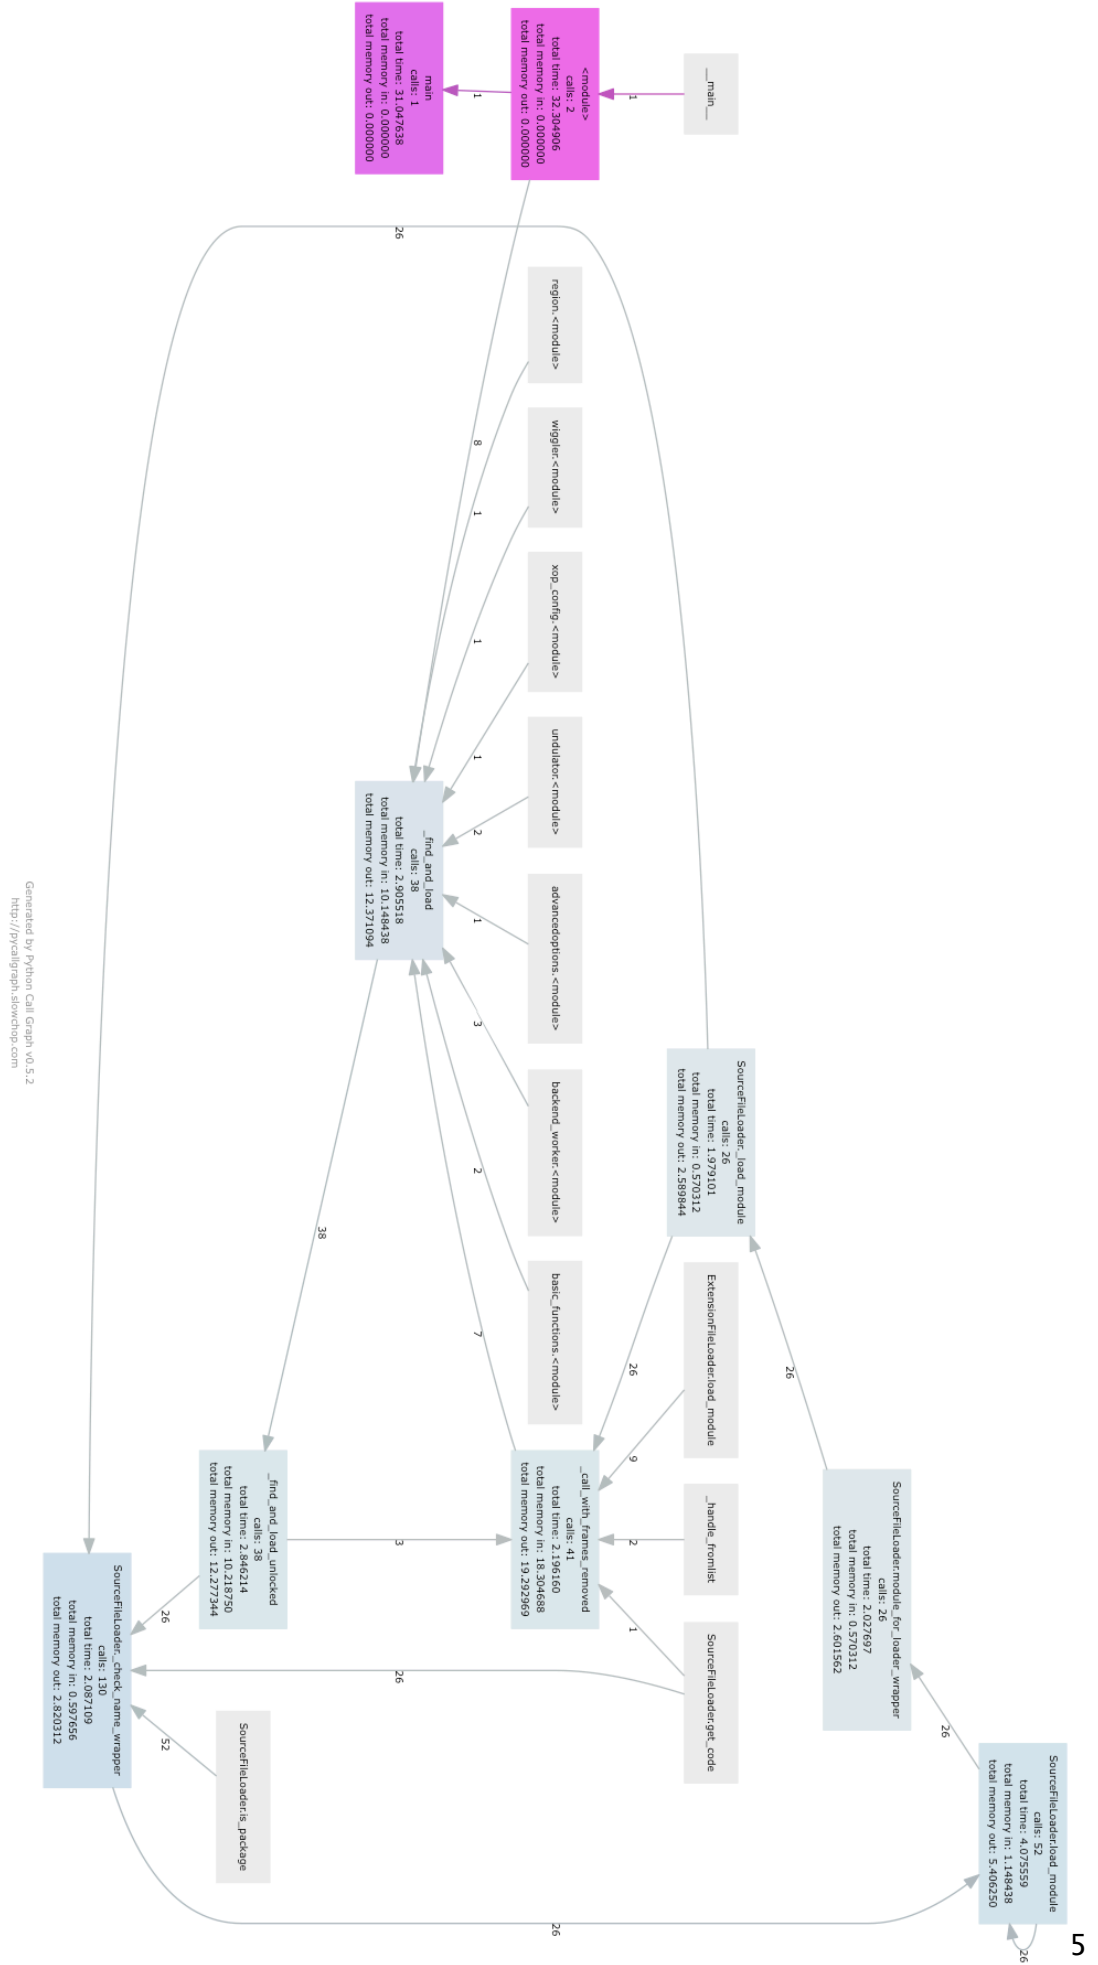 __main__
1
<module>
calls: 2
total time: 32.304906
total memory in: 0.000000
total memory out: 0.000000
1
main
calls: 1
total time: 31.047638
total memory in: 0.000000
total memory out: 0.000000
26
region.<module>
8
wiggler.<module>
1
xop_config.<module>
1
undulator.<module>
1
advancedoptions.<module>
2
backend_worker.<module>
1
basic_functions.<module>
3
2
7
_find_and_load
calls: 38
total time: 2.905518
total memory in: 10.148438
total memory out: 12.371094
38
SourceFileLoader._load_module
calls: 26
total time: 1.979101
total memory in: 0.570312
total memory out: 2.589844
26
26
ExtensionFileLoader.load_module
9
_handle_fromlist
2
SourceFileLoader.get_code
1
26
_call_with_frames_removed
calls: 41
total time: 2.196160
total memory in: 18.304688
total memory out: 19.292969
3
_find_and_load_unlocked
calls: 38
total time: 2.846214
total memory in: 10.218750
total memory out: 12.277344
26
SourceFileLoader._check_name_wrapper
calls: 130
total time: 2.087109
total memory in: 0.597656
total memory out: 2.820312
52
SourceFileLoader.is_package
SourceFileLoader.module_for_loader_wrapper
calls: 26
total time: 2.027697
total memory in: 0.570312
total memory out: 2.601562
26
SourceFileLoader.load_module
calls: 52
total time: 4.075559
total memory in: 1.148438
total memory out: 5.406250
26
26
Generated by Python Call Graph v0.5.2
http://pycallgraph.slowchop.com
5